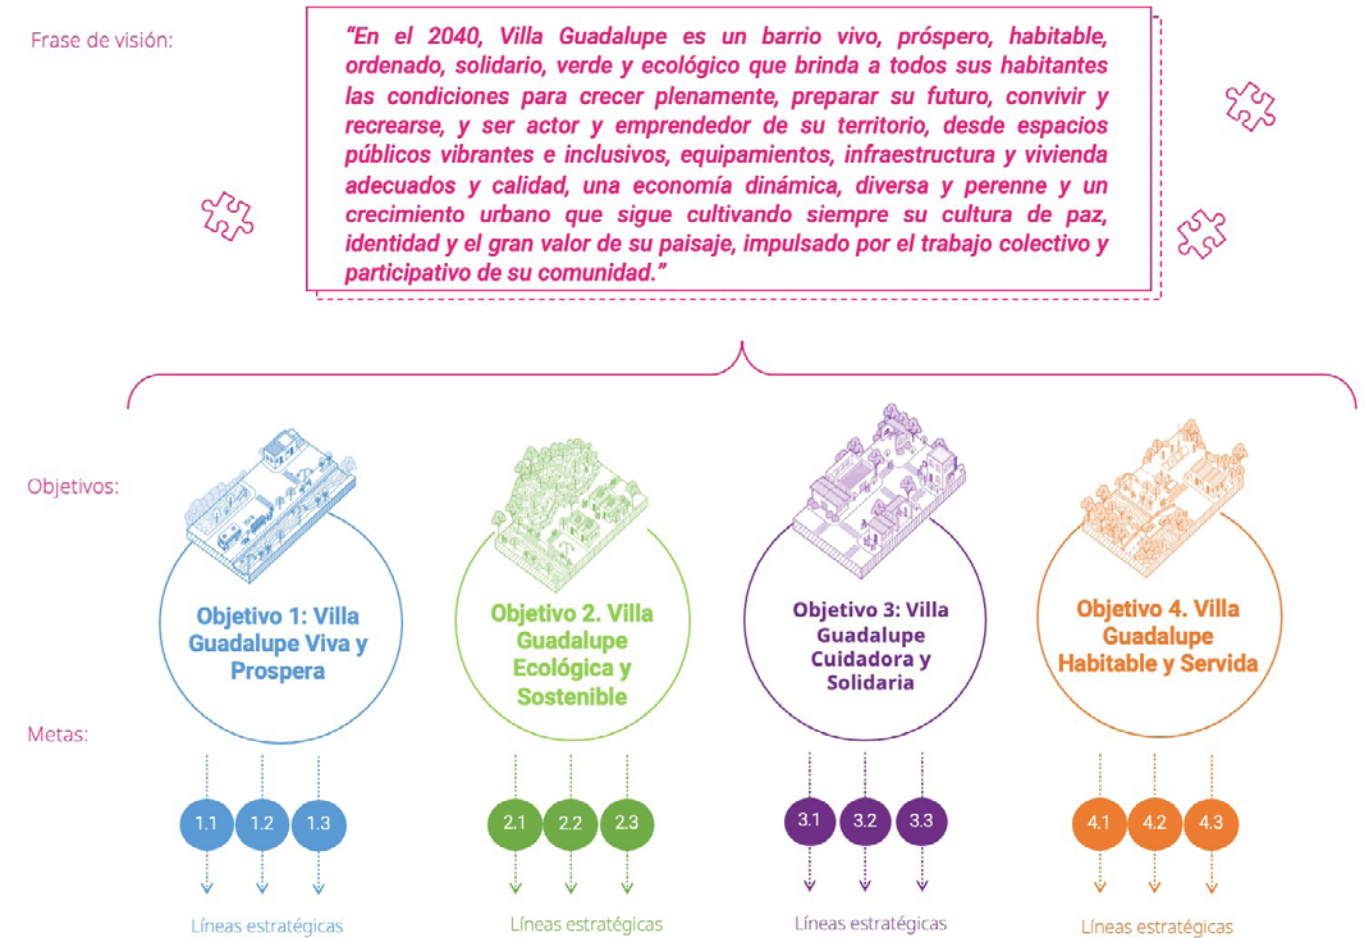 Frase de visión:
“En el 2040, Villa Guadalupe es un barrio vivo, próspero, habitable,
ordenado, solidario, verde y ecológico que brinda a todos sus habitantes
las condiciones para crecer plenamente, preparar su futuro, convivir y
recrearse, y ser actor y emprendedor de su territorio, desde espacios
públicos vibrantes e inclusivos, equipamientos, infraestructura y vivienda
adecuados y calidad, una economía dinámica, diversa y perenne y un
crecimiento urbano que sigue cultivando siempre su cultura de paz,
identidad y el gran valor de su paisaje, impulsado por el trabajo colectivo y
participativo de su comunidad.”
Objetivos:
Objetivo 1: Villa
Guadalupe Viva y
Prospera
Objetivo 2. Villa
Guadalupe
Ecológica y
Sostenible
Objetivo 3: Villa
Guadalupe
Cuidadora y
Solidaria
Objetivo 4. Villa
Guadalupe
Habitable y Servida
Metas:
1.1 1.2 1.3
2.1 2.2 2.3
3.1 3.2 3.3
4.1 4.2 4.3
Líneas estratégicas
Líneas estratégicas
Líneas estratégicas
Líneas estratégicas